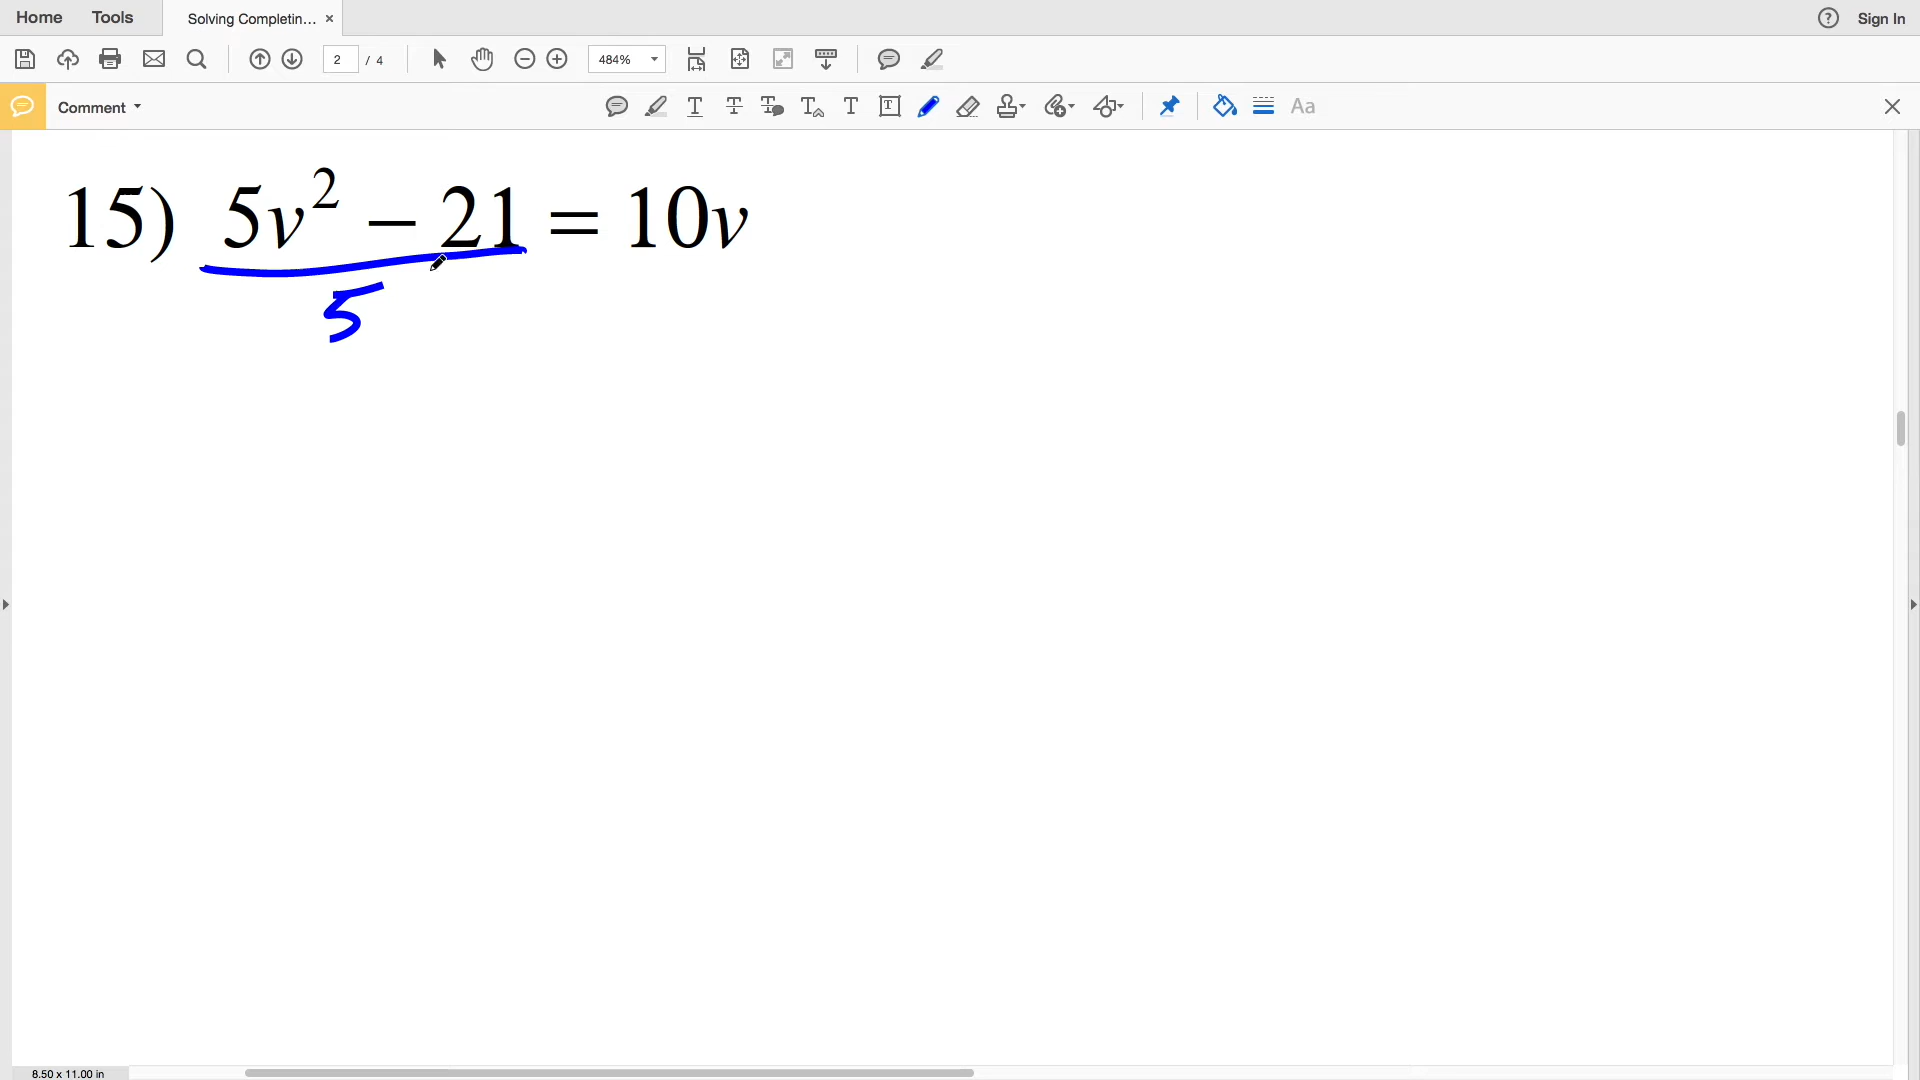 Home Tools Solving Completin... × ? Sign In
2 / 4 484%
Comment T T T T T T Aa
15) 5v² − 21 = 10v
5
8.50 x 11.00 in